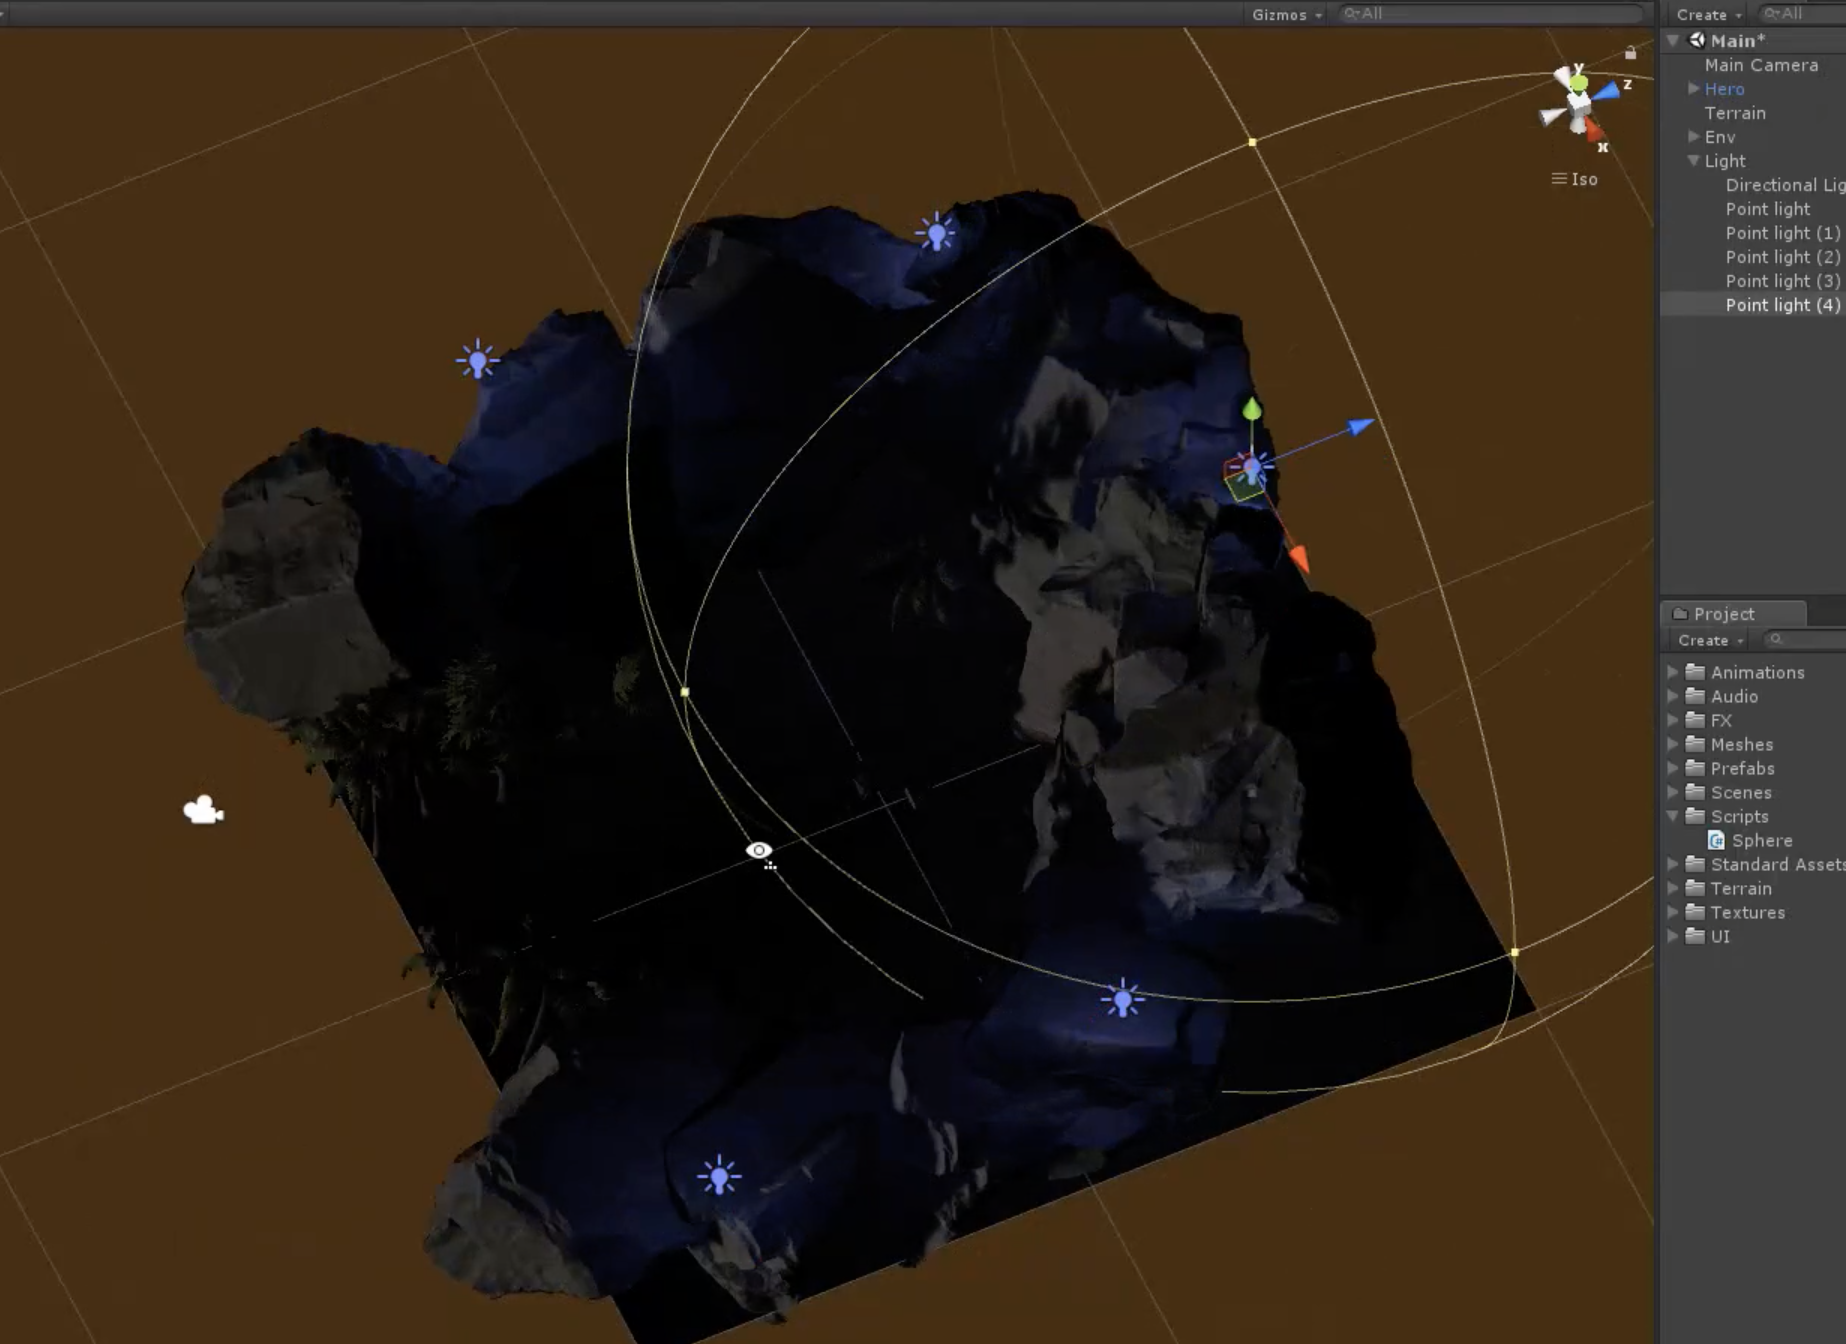 Gizmos
All
y
z
x
Iso
Create
All
Main*
Main Camera
Hero
Terrain
Env
Light
Directional Lig
Point light
Point light (1)
Point light (2)
Point light (3)
Point light (4)
Project
Create
Animations
Audio
FX
Meshes
Prefabs
Scenes
Scripts
Sphere
Standard Assets
Terrain
Textures
UI